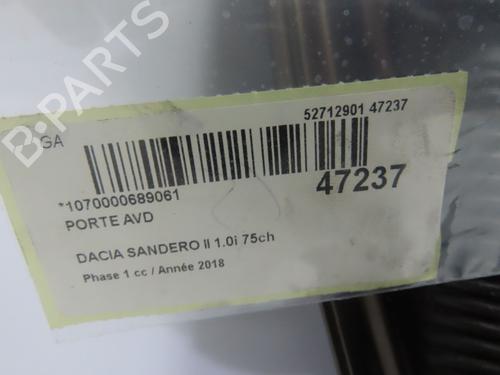 GA
52712901 47237
*1070000689061
47237
PORTE AVD
DACIA SANDERO II 1.0i 75ch
Phase 1 cc / Année 2018
B-PARTS